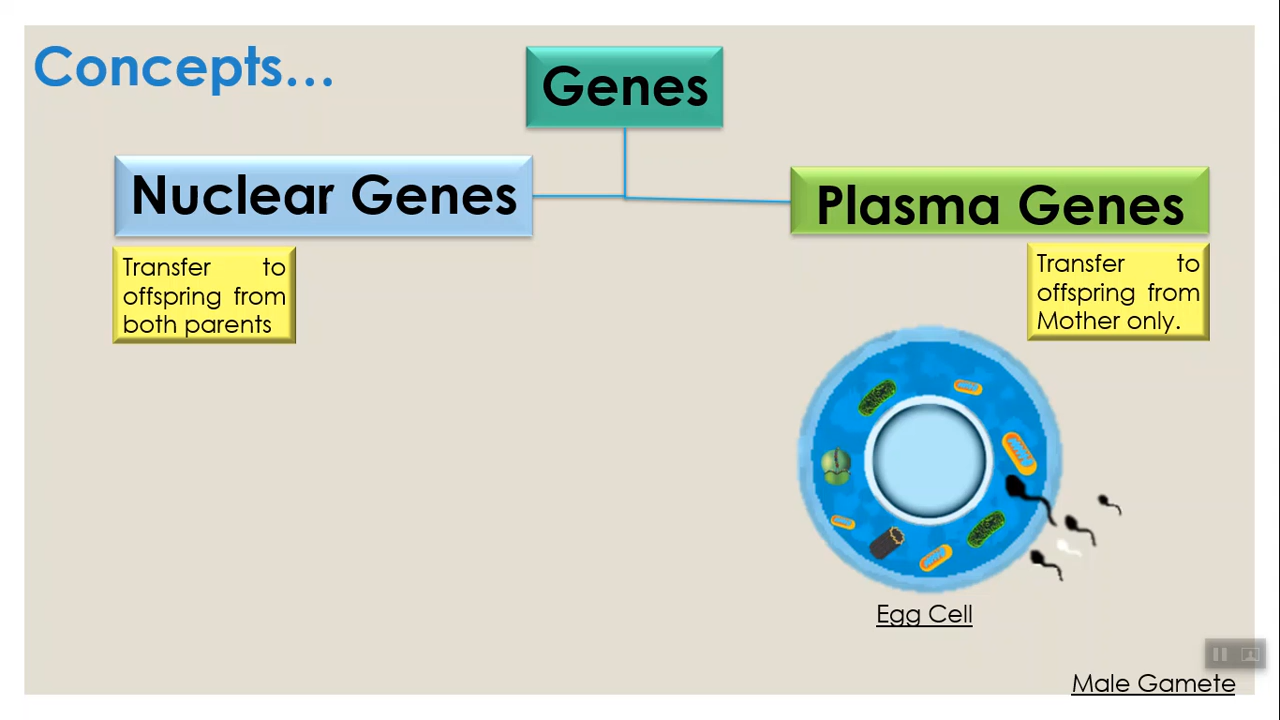 Concepts...
Genes
Nuclear Genes
Plasma Genes
Transfer to
offspring from
both parents
Transfer to
offspring from
Mother only.
Egg Cell
Male Gamete